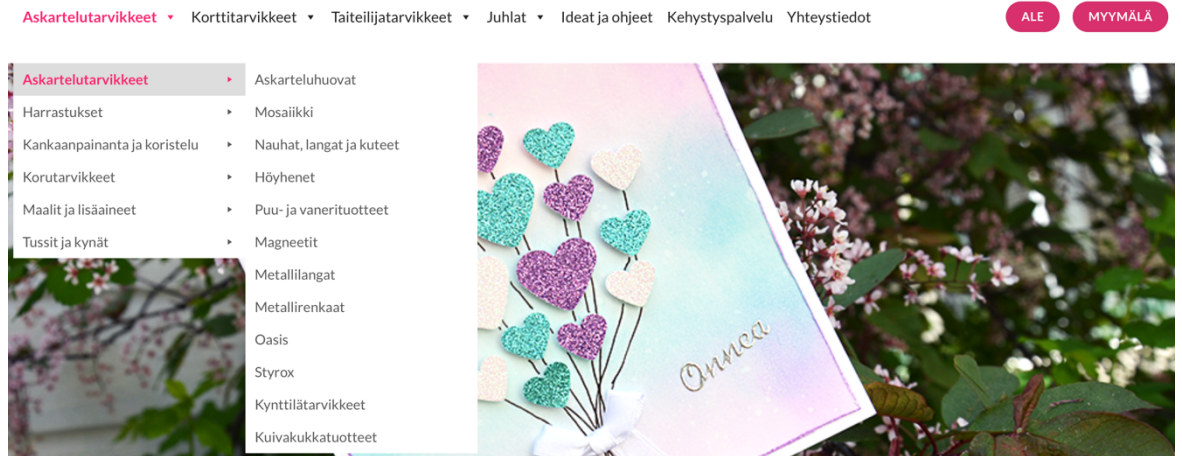 Askartelutarvikkeet Korttitarvikkeet Taiteilijatarvikkeet Juhlat Ideat ja ohjeet Kehystyspalvelu Yhteystiedot ALE MYYMÄLÄ
Askartelutarvikkeet
Harrastukset
Kankaanpainanta ja koristelu
Korutarvikkeet
Maalit ja lisäaineet
Tussit ja kynät
Askarteluhuovat
Mosaiikki
Nauhat, langat ja kuteet
Höyhenet
Puu- ja vanerituotteet
Magneetit
Metallilangat
Metallirenkaat
Oasis
Styrox
Kynttilätarvikkeet
Kuivakukkatuotteet
Onnea